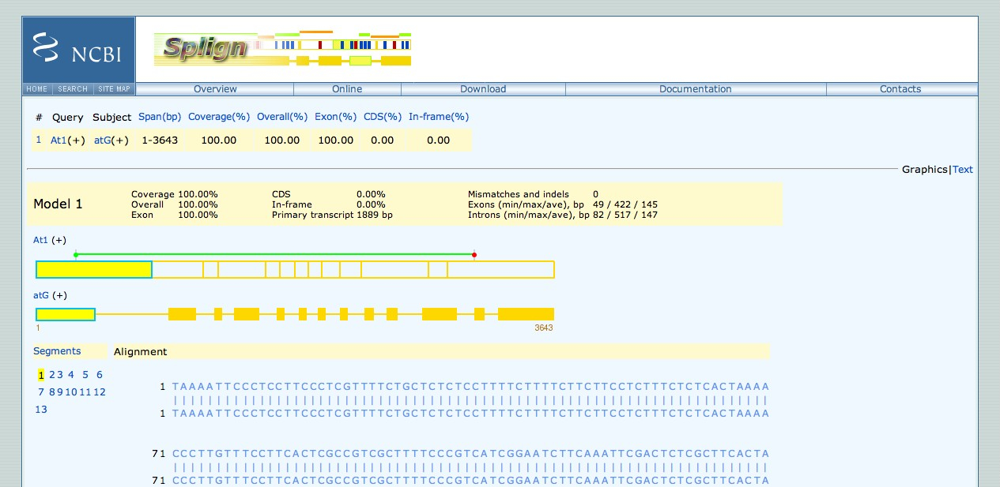 NCBI
Splign
HOME SEARCH SITE MAP Overview Online Download Documentation Contacts
# Query Subject Span(bp) Coverage(%) Overall(%) Exon(%) CDS(%) In-frame(%)
1 At1(+) atG(+) 1-3643 100.00 100.00 100.00 0.00 0.00
Graphics|Text
Model 1
Coverage 100.00% CDS 0.00% Mismatches and indels 0
Overall 100.00% In-frame 0.00% Exons (min/max/ave), bp 49 / 422 / 145
Exon 100.00% Primary transcript 1889 bp Introns (min/max/ave), bp 82 / 517 / 147
At1 (+)
atG (+)
1 3643
Segments Alignment
1 2 3 4 5 6
7 8 9 10 11 12
13
1 TAAAATTCCCTCCTTCCCTCGTTTTCTGCTCTCTCCTTTTCTTTTCTTCTTCCTCTTTCTCTCACTAAAA
1 TAAAATTCCCTCCTTCCCTCGTTTTCTGCTCTCTCCTTTTCTTTTCTTCTTCCTCTTTCTCTCACTAAAA
71 CCCTTGTTTCCTTCACTCGCCGTCGCTTTTCCCGTCATCGGAATCTTCAAATTCGACTCTCGCTTCACTA
71 CCCTTGTTTCCTTCACTCGCCGTCGCTTTTCCCGTCATCGGAATCTTCAAATTCGACTCTCGCTTCACTA